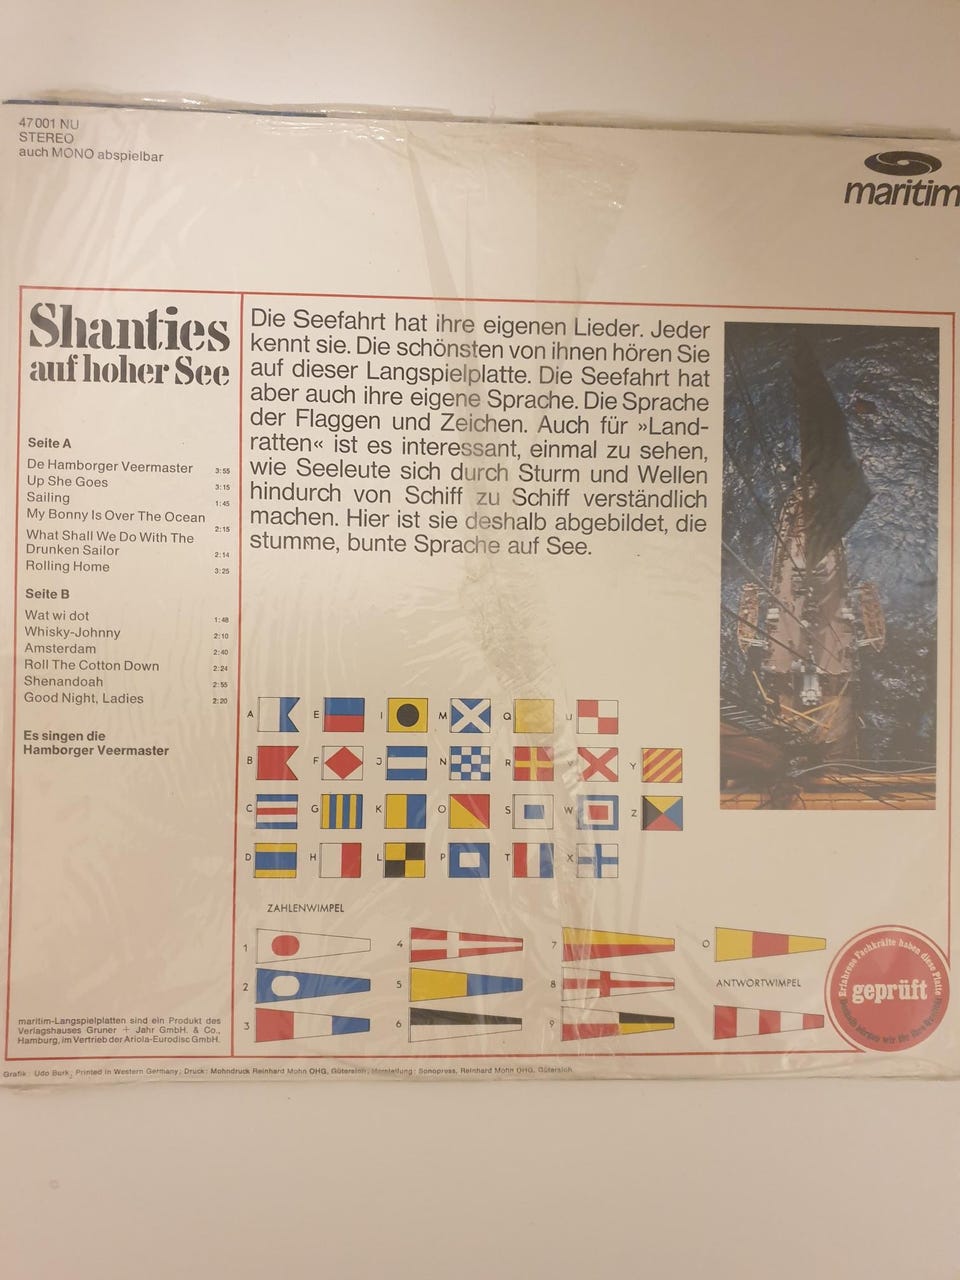 47 001 NU
STEREO
auch MONO abspielbar
maritim
Shanties
auf hoher See
Seite A
De Hamborger Veermaster 3:55
Up She Goes 3:15
Sailing 1:45
My Bonny Is Over The Ocean 2:15
What Shall We Do With The
Drunken Sailor 2:14
Rolling Home 3:25
Seite B
Wat wi dot 1:48
Whisky-Johnny 2:10
Amsterdam 2:40
Roll The Cotton Down 2:24
Shenandoah 2:55
Good Night, Ladies 2:20
Es singen die
Hamborger Veermaster
maritim-Langspielplatten sind ein Produkt des
Verlagshauses Gruner + Jahr GmbH. & Co.,
Hamburg, im Vertrieb der Ariola-Eurodisc GmbH.
Die Seefahrt hat ihre eigenen Lieder. Jeder
kennt sie. Die schönsten von ihnen hören Sie
auf dieser Langspielplatte. Die Seefahrt hat
aber auch ihre eigene Sprache. Die Sprache
der Flaggen und Zeichen. Auch für »Land-
ratten« ist es interessant, einmal zu sehen,
wie Seeleute sich durch Sturm und Wellen
hindurch von Schiff zu Schiff verständlich
machen. Hier ist sie deshalb abgebildet, die
stumme, bunte Sprache auf See.
A E I M Q U
B F J N R V Y
C G K O S W Z
D H L P T X
ZAHLENWIMPEL
1 4 7 0
2 5 8 ANTWORTWIMPEL
3 6 9
Erfahrene Fachkräfte haben diese Platte
geprüft
Deshalb bürgen wir für ihre
Grafik: Udo Burk, Printed in Western Germany; Druck: Mohndruck Reinhard Mohn OHG, Gütersloh; Herstellung: Sonopress, Reinhard Mohn OHG, Gütersloh